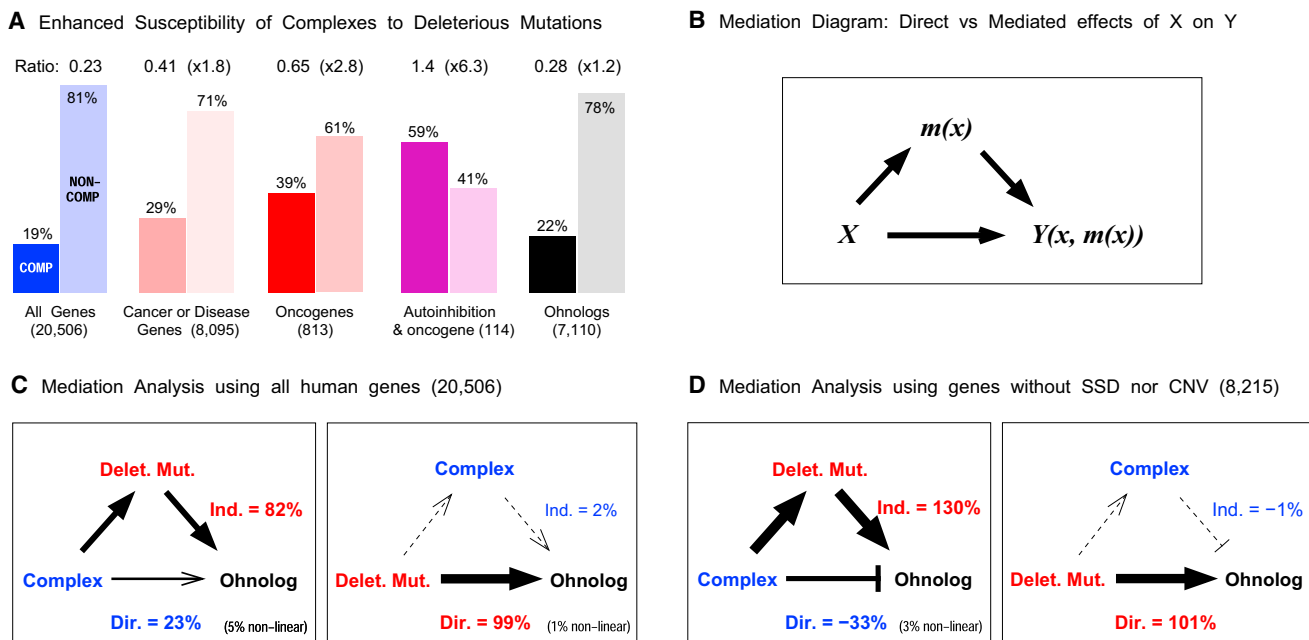 A Enhanced Susceptibility of Complexes to Deleterious Mutations
Ratio: 0.23 0.41 (x1.8) 0.65 (x2.8) 1.4 (x6.3) 0.28 (x1.2)
19%
COMP
81%
NON–
COMP
29%
71%
39%
61%
59%
41%
22%
78%
All Genes
(20,506)
Cancer or Disease
Genes (8,095)
Oncogenes
(813)
Autoinhibition
& oncogene (114)
Ohnologs
(7,110)
B Mediation Diagram: Direct vs Mediated effects of X on Y
m(x)
X
Y(x, m(x))
C Mediation Analysis using all human genes (20,506)
Delet. Mut.
Ind. = 82%
Complex
Ohnolog
Dir. = 23%
(5% non–linear)
Complex
Ind. = 2%
Delet. Mut.
Ohnolog
Dir. = 99%
(1% non–linear)
D Mediation Analysis using genes without SSD nor CNV (8,215)
Delet. Mut.
Ind. = 130%
Complex
Ohnolog
Dir. = −33%
(3% non–linear)
Complex
Ind. = −1%
Delet. Mut.
Ohnolog
Dir. = 101%